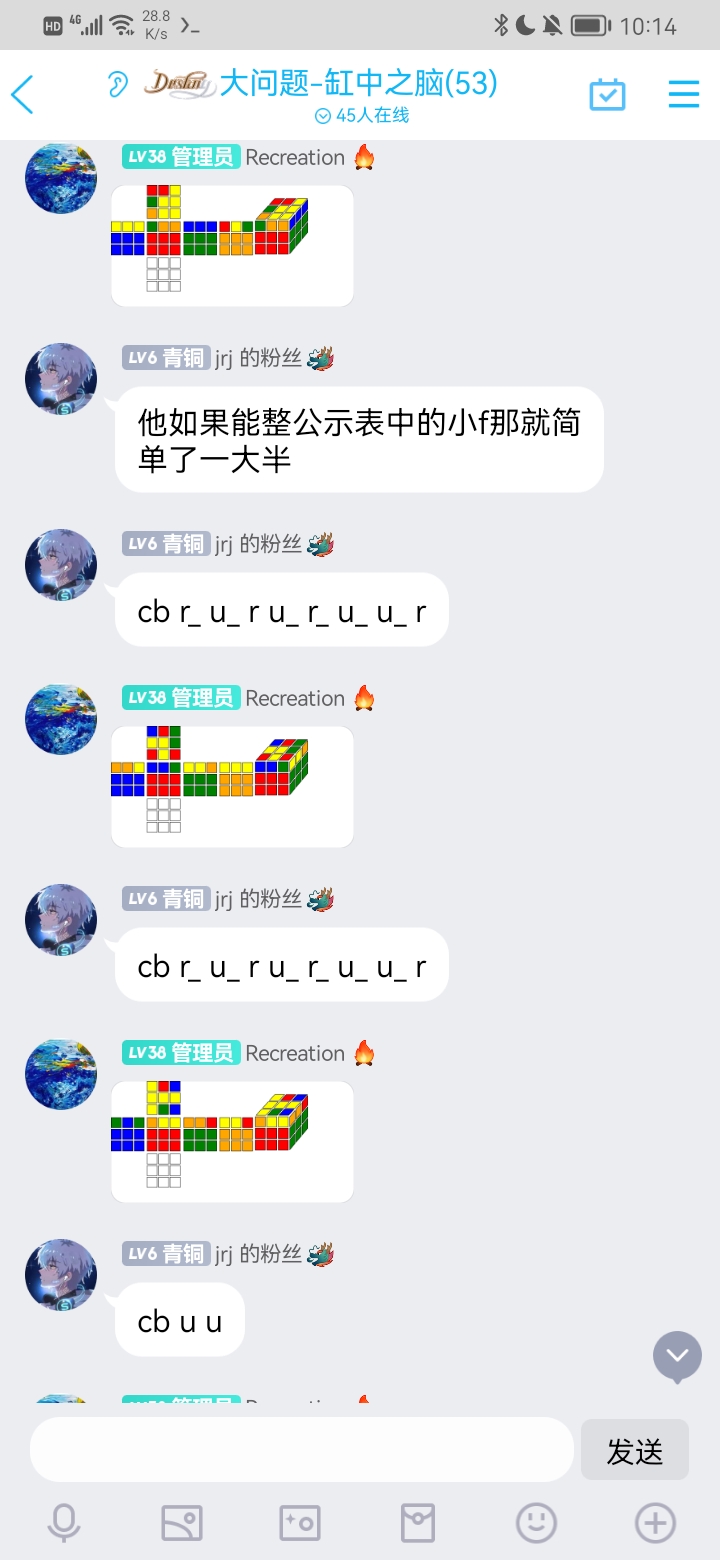 HD 4G 28.8 K/s 10:14
Destiny 大问题-缸中之脑(53)
45人在线
LV38 管理员 Recreation
LV6 青铜 jrj 的粉丝
他如果能整公示表中的小f那就简
单了一大半
LV6 青铜 jrj 的粉丝
cb r_ u_ r u_ r_ u_ u_ r
LV38 管理员 Recreation
LV6 青铜 jrj 的粉丝
cb r_ u_ r u_ r_ u_ u_ r
LV38 管理员 Recreation
LV6 青铜 jrj 的粉丝
cb u u
发送